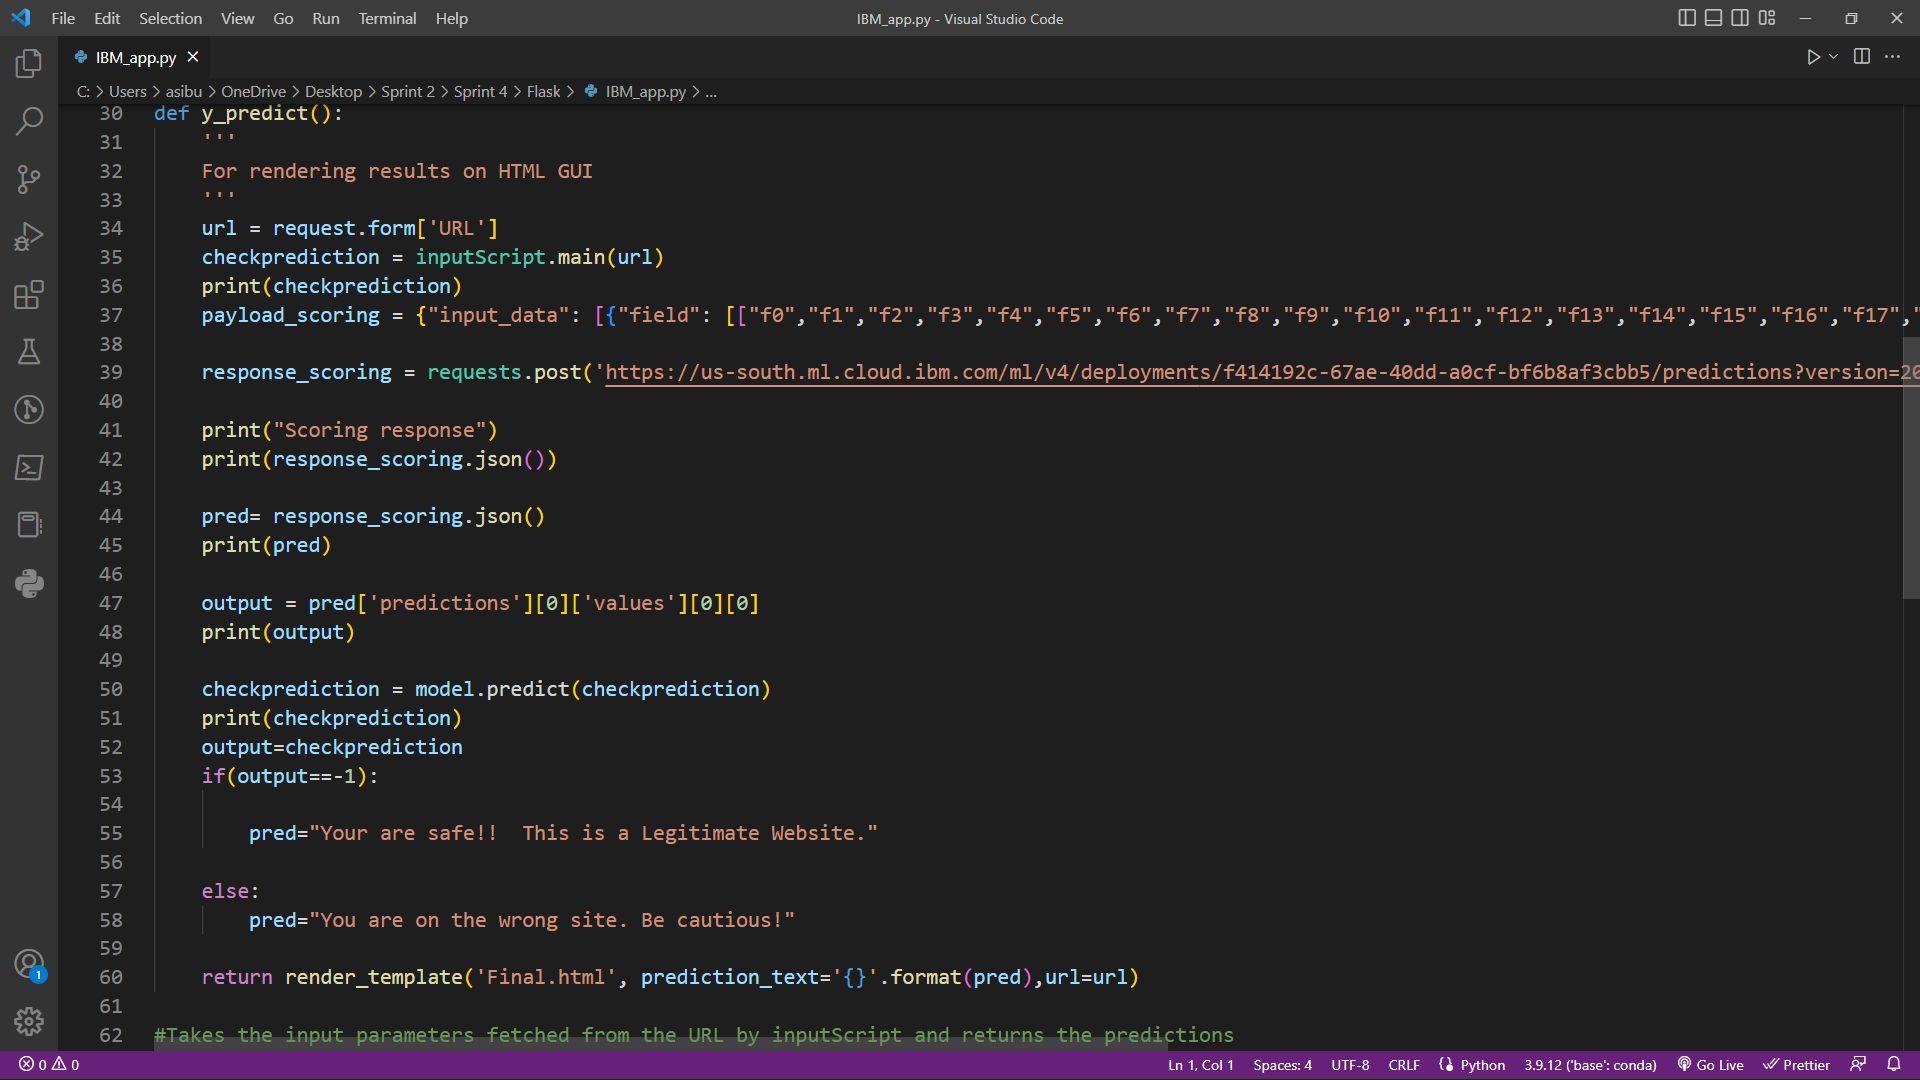 File Edit Selection View Go Run Terminal Help
IBM_app.py - Visual Studio Code
IBM_app.py
C: > Users > asibu > OneDrive > Desktop > Sprint 2 > Sprint 4 > Flask > IBM_app.py > ...
30 def y_predict():
31     '''
32     For rendering results on HTML GUI
33     '''
34     url = request.form['URL']
35     checkprediction = inputScript.main(url)
36     print(checkprediction)
37     payload_scoring = {"input_data": [{"field": [["f0","f1","f2","f3","f4","f5","f6","f7","f8","f9","f10","f11","f12","f13","f14","f15","f16","f17","
38
39     response_scoring = requests.post('https://us-south.ml.cloud.ibm.com/ml/v4/deployments/f414192c-67ae-40dd-a0cf-bf6b8af3cbb5/predictions?version=20
40
41     print("Scoring response")
42     print(response_scoring.json())
43
44     pred= response_scoring.json()
45     print(pred)
46
47     output = pred['predictions'][0]['values'][0][0]
48     print(output)
49
50     checkprediction = model.predict(checkprediction)
51     print(checkprediction)
52     output=checkprediction
53     if(output==-1):
54
55         pred="Your are safe!!  This is a Legitimate Website."
56
57     else:
58         pred="You are on the wrong site. Be cautious!"
59
60     return render_template('Final.html', prediction_text='{}'.format(pred),url=url)
61
62 #Takes the input parameters fetched from the URL by inputScript and returns the predictions
1
0 0 Ln 1, Col 1 Spaces: 4 UTF-8 CRLF Python 3.9.12 ('base': conda) Go Live Prettier